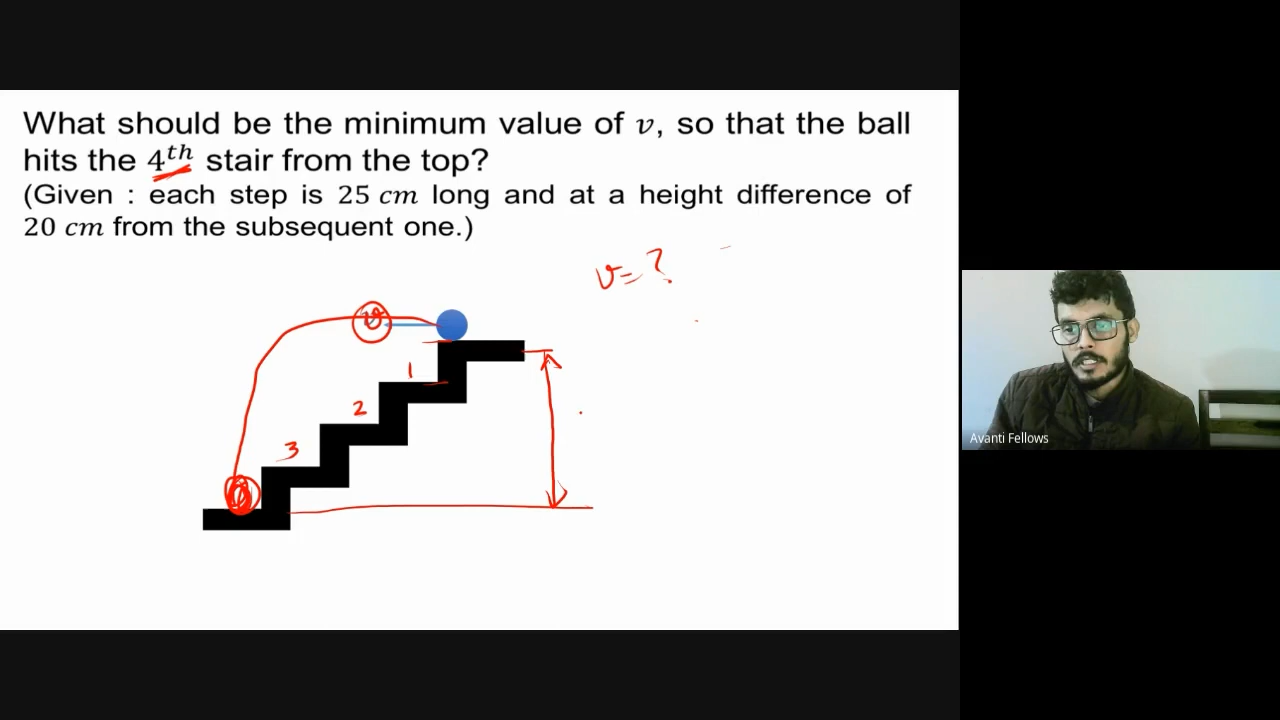 What should be the minimum value of v, so that the ball
hits the 4th stair from the top?
(Given : each step is 25 cm long and at a height difference of
20 cm from the subsequent one.)
v=?
v
1
2
3
Avanti Fellows